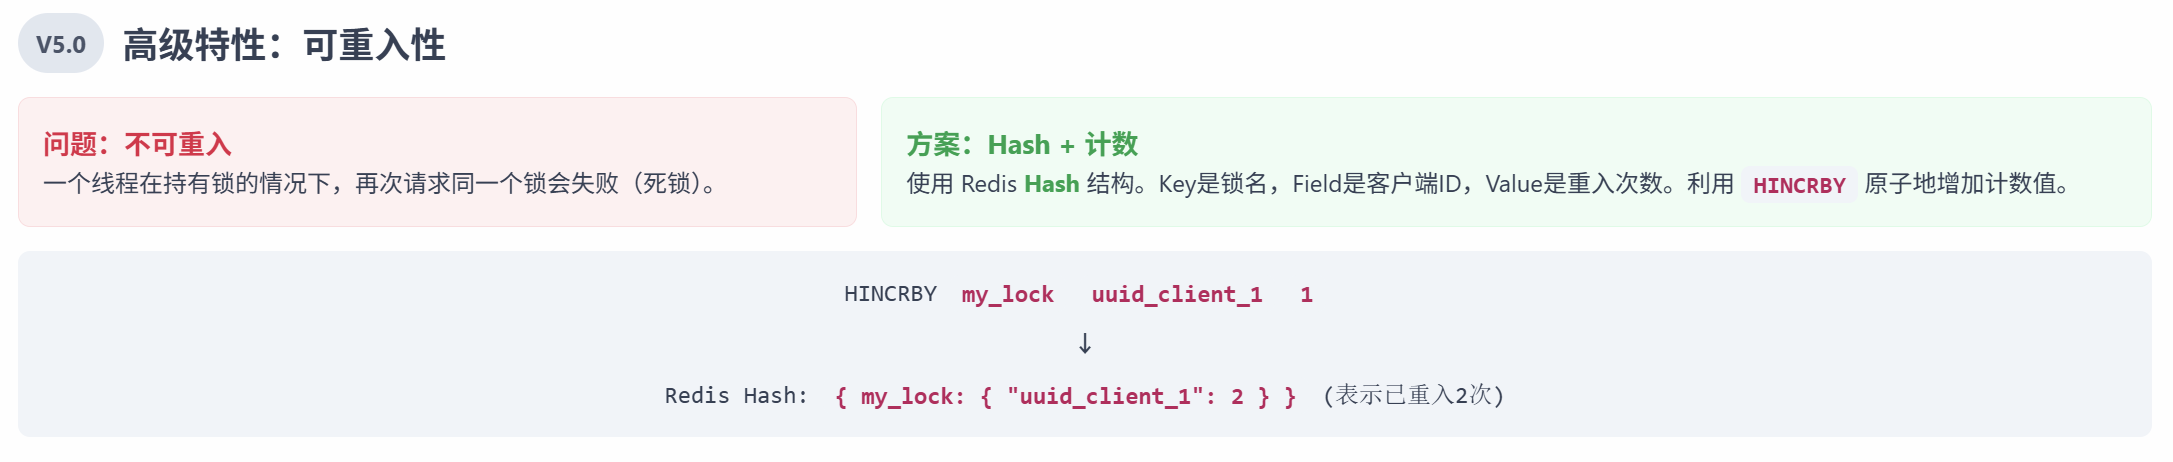 V5.0 高级特性：可重入性
问题：不可重入
一个线程在持有锁的情况下，再次请求同一个锁会失败（死锁）。
方案：Hash + 计数
使用 Redis Hash 结构。Key是锁名，Field是客户端ID，Value是重入次数。利用 HINCRBY 原子地增加计数值。
HINCRBY my_lock uuid_client_1 1
↓
Redis Hash: { my_lock: { "uuid_client_1": 2 } } (表示已重入2次)